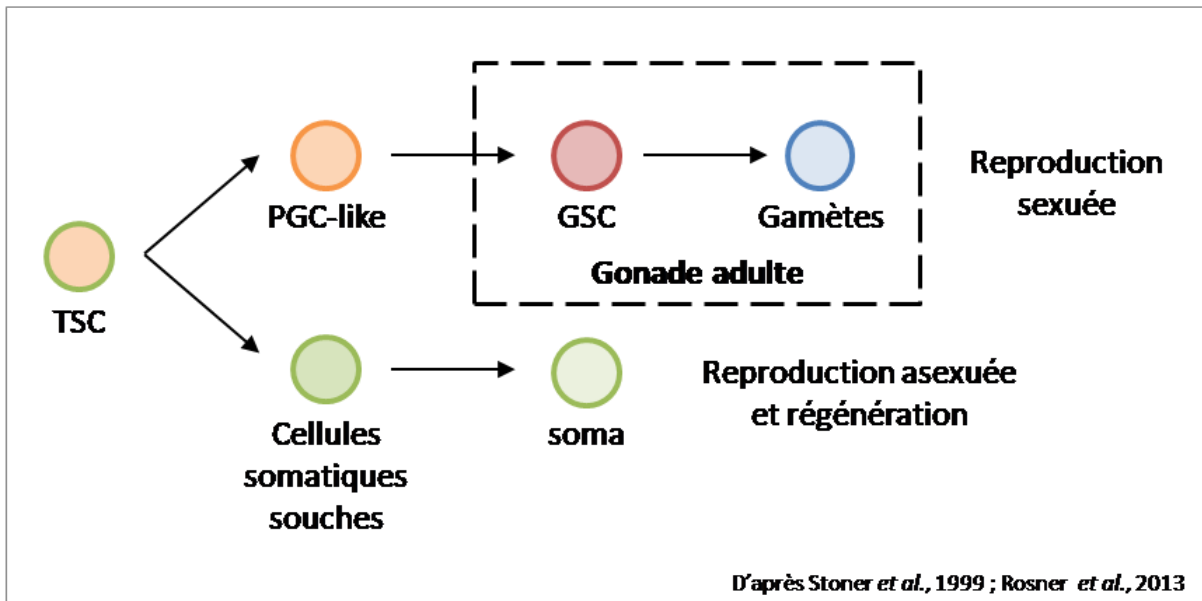 PGC-like
GSC
Gamètes
Reproduction
sexuée
Gonade adulte
TSC
Cellules
somatiques
souches
soma
Reproduction asexuée
et régénération
D'après Stoner et al., 1999 ; Rosner et al., 2013